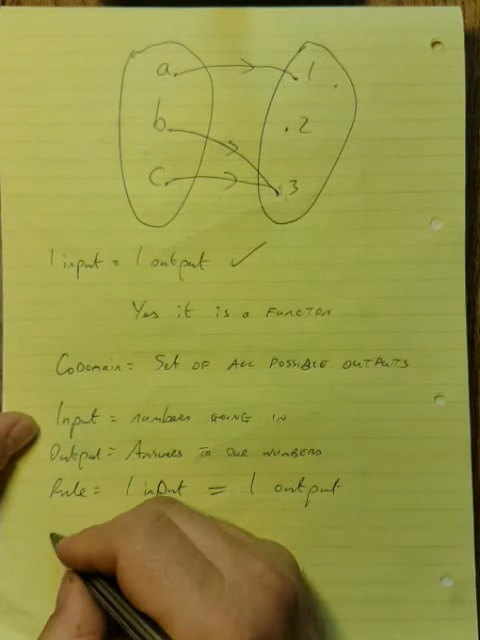 a 1
b 2
c 3
1 input = 1 output ✓
Yes it is a Functon
Codomain = Set OF ALL POSSIBLE OUTPUTS
Input = numbers GOING IN
Output = Answers TO OUR NUMBERS
Rule = 1 input = 1 output